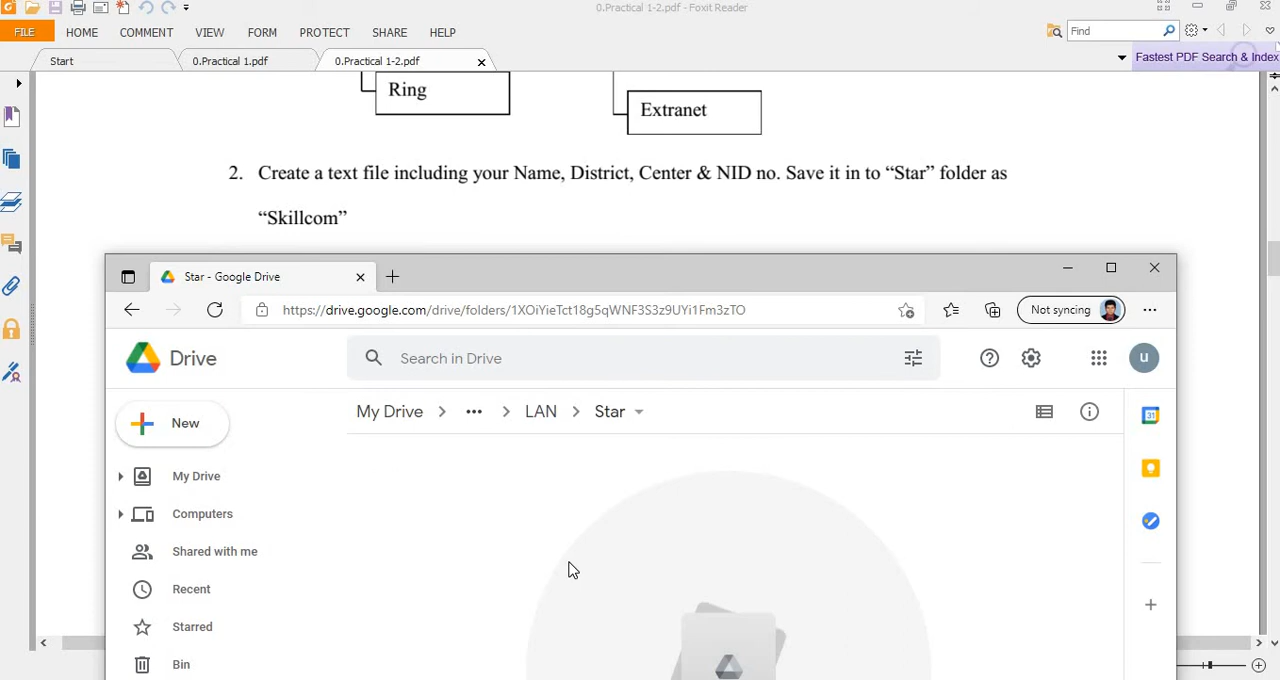 0.Practical 1-2.pdf - Foxit Reader
FILE HOME COMMENT VIEW FORM PROTECT SHARE HELP
Find
Start 0.Practical 1.pdf 0.Practical 1-2.pdf
Fastest PDF Search & Index
Ring
Extranet
2. Create a text file including your Name, District, Center & NID no. Save it in to “Star” folder as
“Skillcom”
Star - Google Drive
https://drive.google.com/drive/folders/1XOiYieTct18g5qWNF3S3z9UYi1Fm3zTO
Not syncing
Drive
Search in Drive
u
New
My Drive ••• LAN Star
31
My Drive
Computers
Shared with me
Recent
Starred
Bin